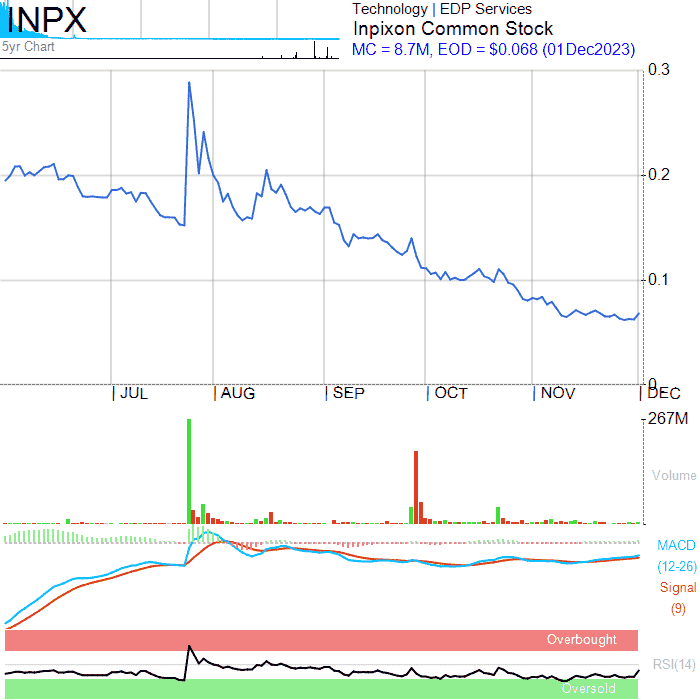 INPX
5yr Chart
Technology | EDP Services
Inpixon Common Stock
MC = 8.7M, EOD = $0.068 (01Dec2023)
0.3
0.2
0.1
0
| JUL | AUG | SEP | OCT | NOV | DEC
267M
Volume
MACD
(12-26)
Signal
(9)
Overbought
RSI(14)
Oversold